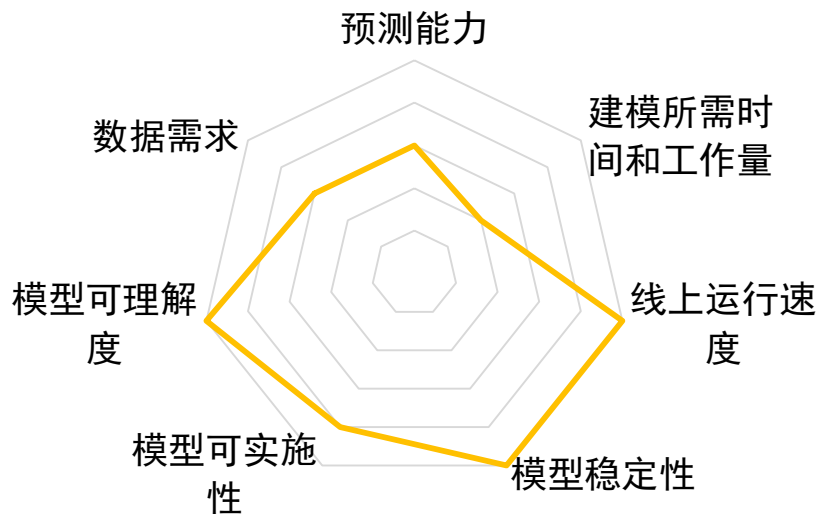 预测能力
建模所需时
间和工作量
线上运行速
度
模型稳定性
模型可实施
性
模型可理解
度
数据需求